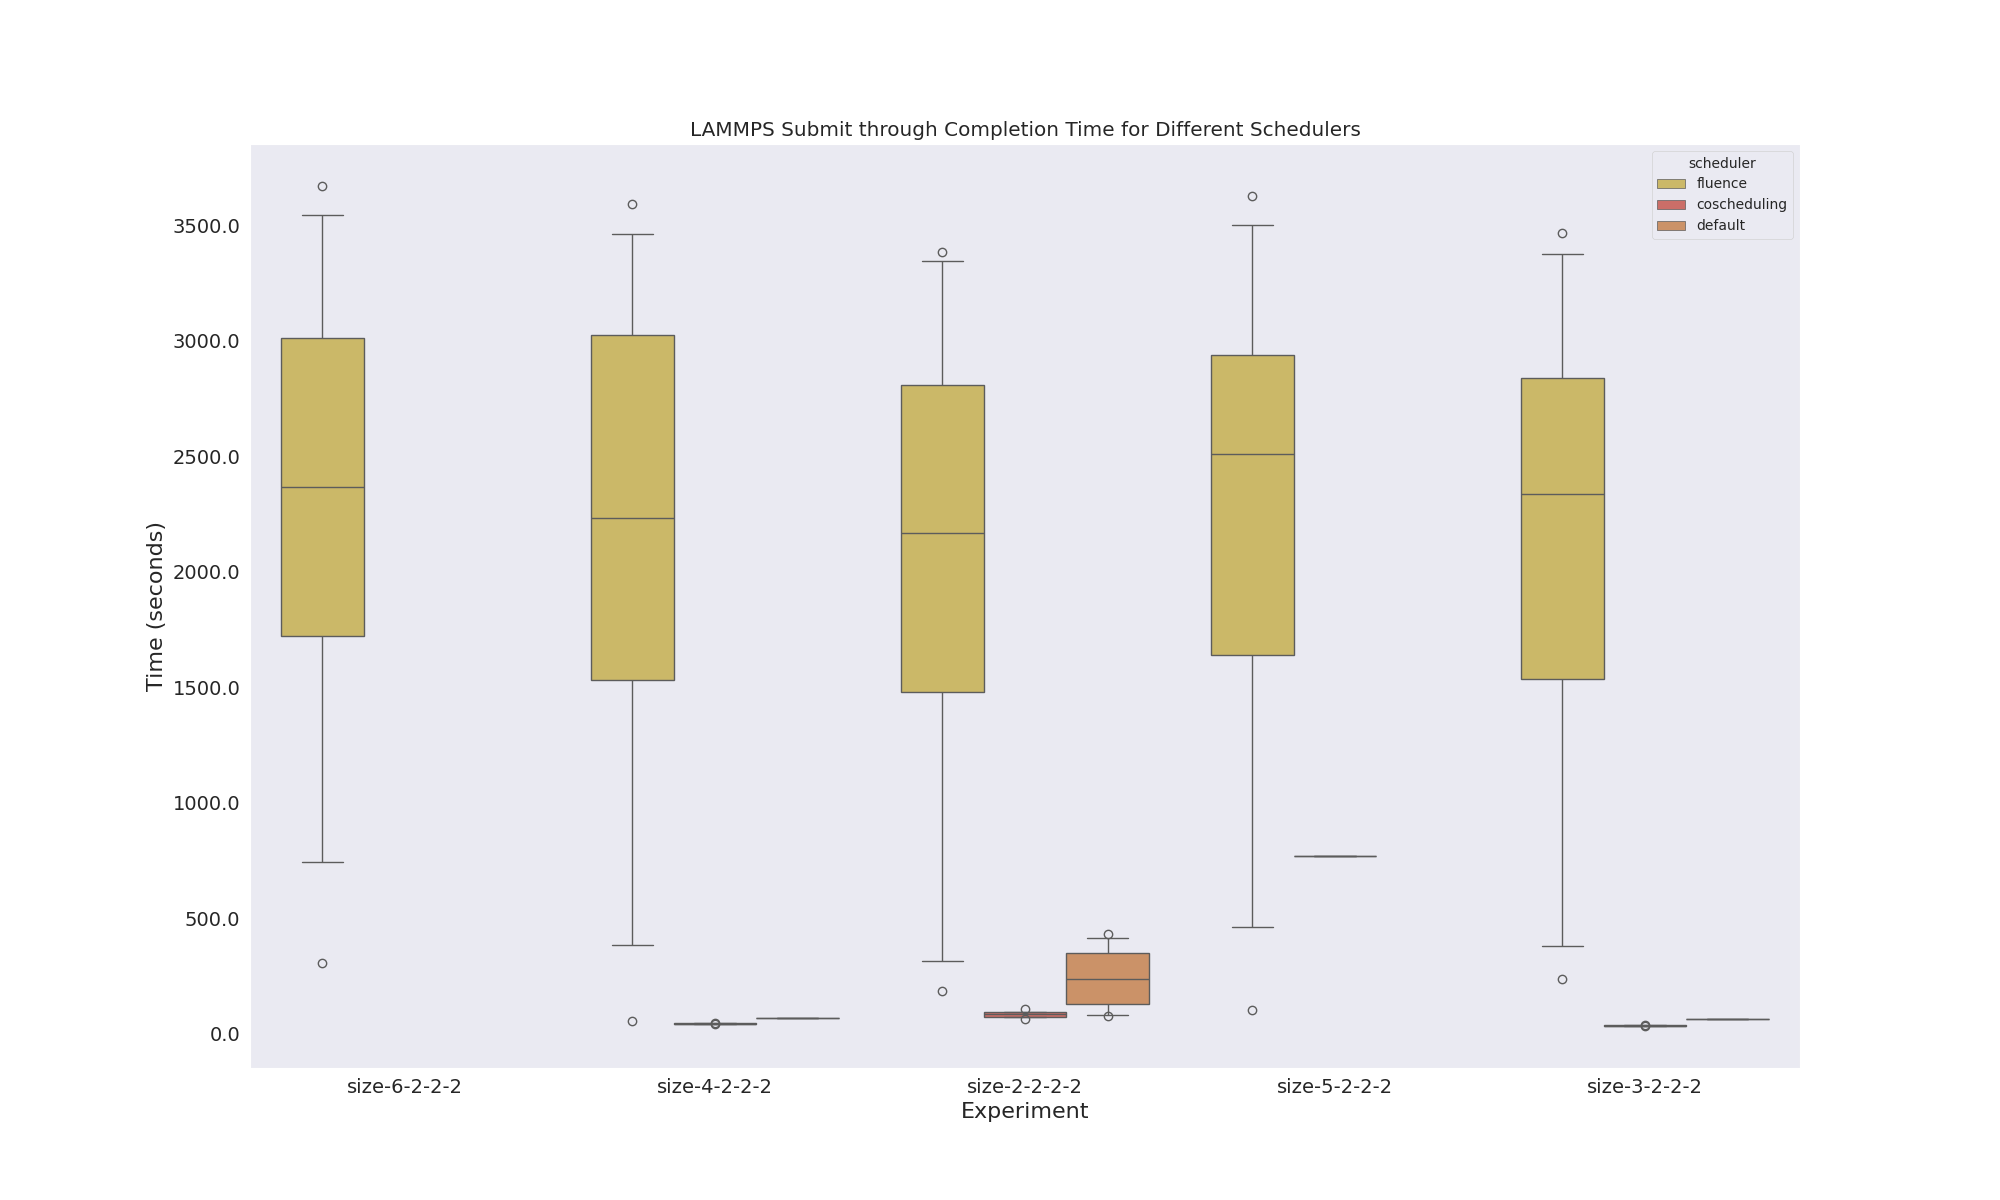 LAMMPS Submit through Completion Time for Different Schedulers
scheduler
fluence
coscheduling
default
Time (seconds)
3500.0
3000.0
2500.0
2000.0
1500.0
1000.0
500.0
0.0
size-6-2-2-2
size-4-2-2-2
size-2-2-2-2
size-5-2-2-2
size-3-2-2-2
Experiment